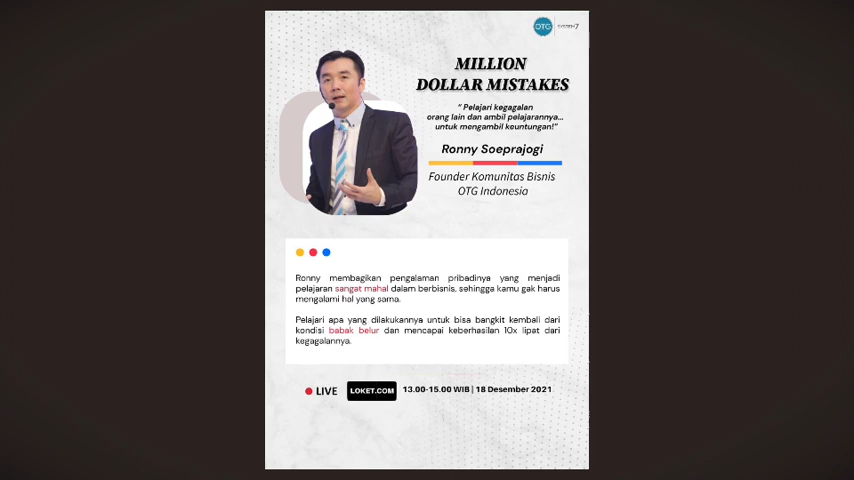 OTG
SYSTEM7
MILLION
DOLLAR MISTAKES
“ Pelajari kegagalan
orang lain dan ambil pelajarannya...
untuk mengambil keuntungan!”
Ronny Soeprajogi
Founder Komunitas Bisnis
OTG Indonesia
Ronny membagikan pengalaman pribadinya yang menjadi
pelajaran sangat mahal dalam berbisnis, sehingga kamu gak harus
mengalami hal yang sama.
Pelajari apa yang dilakukannya untuk bisa bangkit kembali dari
kondisi babak belur dan mencapai keberhasilan 10x lipat dari
kegagalannya.
LIVE LOKET.COM 13.00-15.00 WIB | 18 Desember 2021